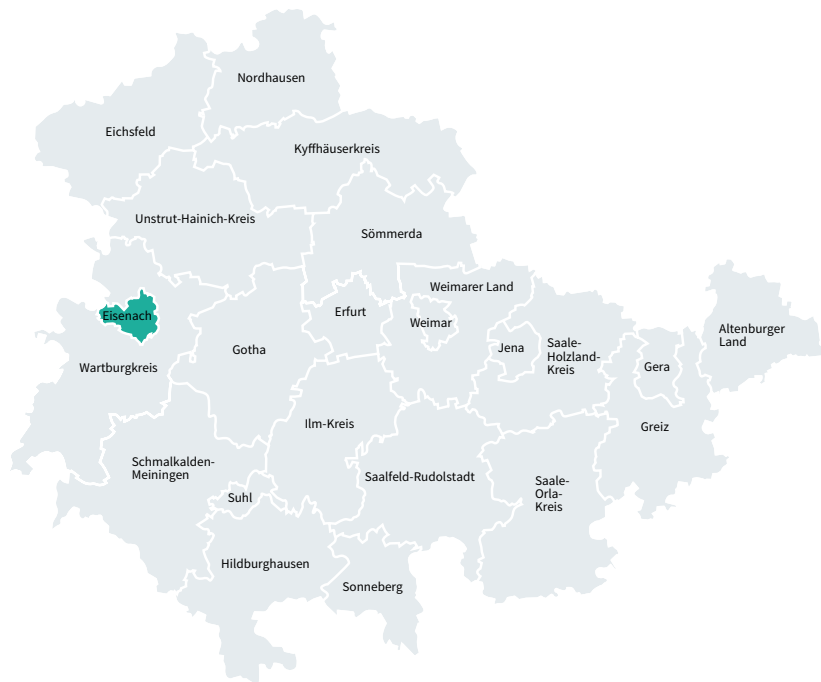 Nordhausen
Eichsfeld
Kyffhäuserkreis
Unstrut-Hainich-Kreis
Sömmerda
Weimarer Land
Eisenach
Erfurt
Weimar
Altenburger
Land
Gotha
Jena
Saale-
Holzland-
Kreis
Gera
Wartburgkreis
Ilm-Kreis
Greiz
Schmalkalden-
Meiningen
Saalfeld-Rudolstadt
Saale-
Orla-
Kreis
Suhl
Hildburghausen
Sonneberg